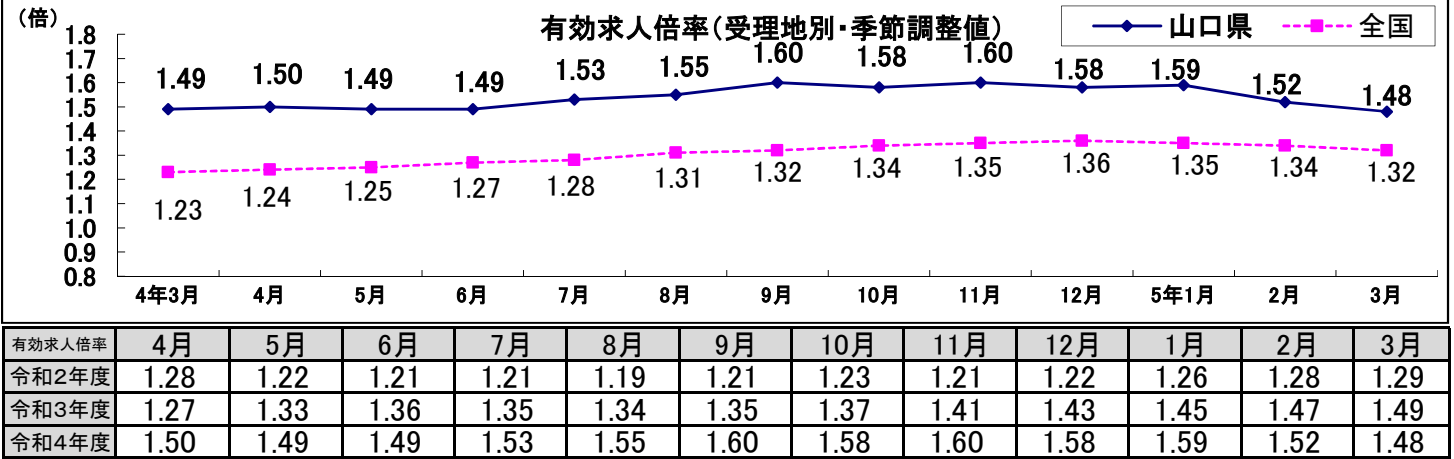 (倍)
有効求人倍率(受理地別・季節調整値)
山口県
全国
1.8
1.7
1.6
1.5
1.4
1.3
1.2
1.1
1.0
0.9
0.8
1.49 1.50 1.49 1.49 1.53 1.55 1.60 1.58 1.60 1.58 1.59 1.52 1.48
1.23 1.24 1.25 1.27 1.28 1.31 1.32 1.34 1.35 1.36 1.35 1.34 1.32
4年3月 4月 5月 6月 7月 8月 9月 10月 11月 12月 5年1月 2月 3月
有効求人倍率 4月 5月 6月 7月 8月 9月 10月 11月 12月 1月 2月 3月
令和2年度 1.28 1.22 1.21 1.21 1.19 1.21 1.23 1.21 1.22 1.26 1.28 1.29
令和3年度 1.27 1.33 1.36 1.35 1.34 1.35 1.37 1.41 1.43 1.45 1.47 1.49
令和4年度 1.50 1.49 1.49 1.53 1.55 1.60 1.58 1.60 1.58 1.59 1.52 1.48